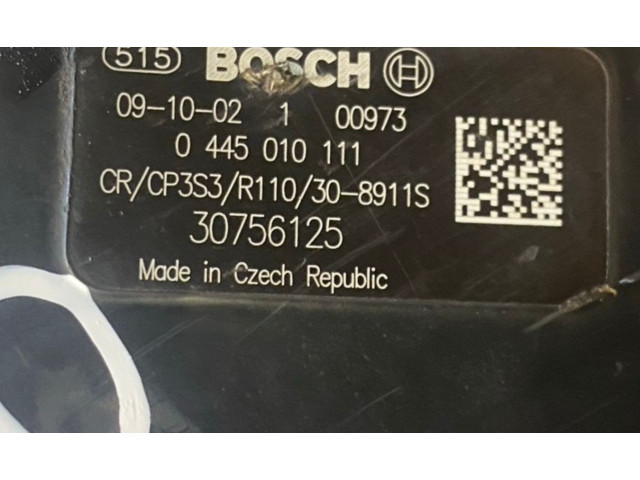 515 BOSCH
09-10-02 1 00973
0 445 010 111
CR/CP3S3/R110/30-8911S
30756125
Made in Czech Republic